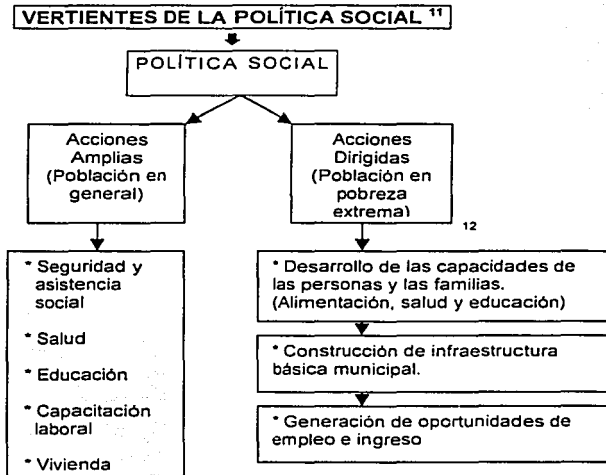 VERTIENTES DE LA POLÍTICA SOCIAL 11
POLÍTICA SOCIAL
Acciones
Amplias
(Población en
general)
Acciones
Dirigidas
(Población en
pobreza
extrema)
12
* Seguridad y
asistencia
social
* Salud
* Educación
* Capacitación
laboral
* Vivienda
* Desarrollo de las capacidades de
las personas y las familias.
(Alimentación, salud y educación)
* Construcción de infraestructura
básica municipal.
* Generación de oportunidades de
empleo e ingreso